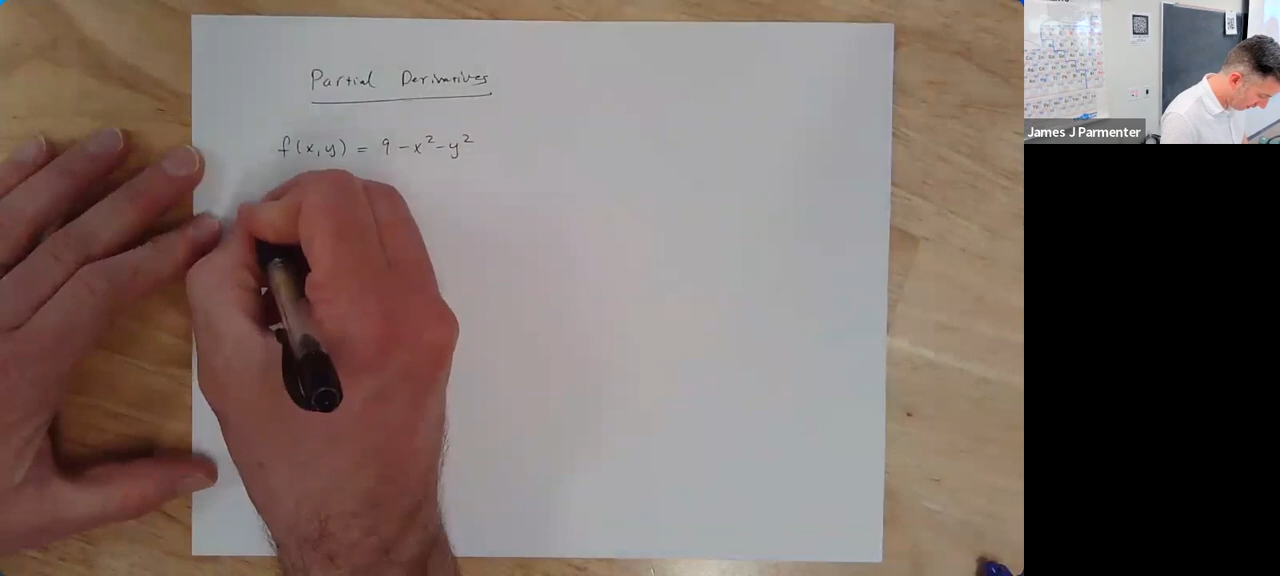 Partial Derivatives
f(x,y) = 9 - x² - y²
James J Parmenter